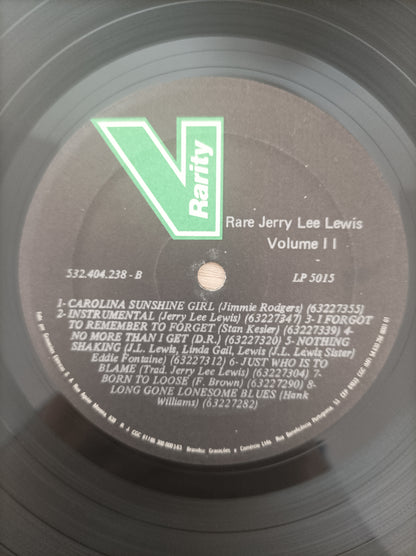 V Rarity
Rare Jerry Lee Lewis
Volume II
532.404.238 - B
LP 5015
1- CAROLINA SUNSHINE GIRL (Jimmie Rodgers) (63227355)
2- INSTRUMENTAL (Jerry Lee Lewis) (63227347) 3- I FORGOT
TO REMEMBER TO FORGET (Stan Kesler) (63227339) 4-
NO MORE THAN I GET (D.R.) (63227320) 5- NOTHING
SHAKING (J.L. Lewis, Linda Gail, Lewis (J.L. Lewis Sister)
Eddie Fontaine) (63227312) 6- JUST WHO IS TO
BLAME (Trad. Jerry Lee Lewis) (63227304) 7-
BORN TO LOOSE (F. Brown) (63227290) 8-
LONG GONE LONESOME BLUES (Hank
Williams) (63227282)